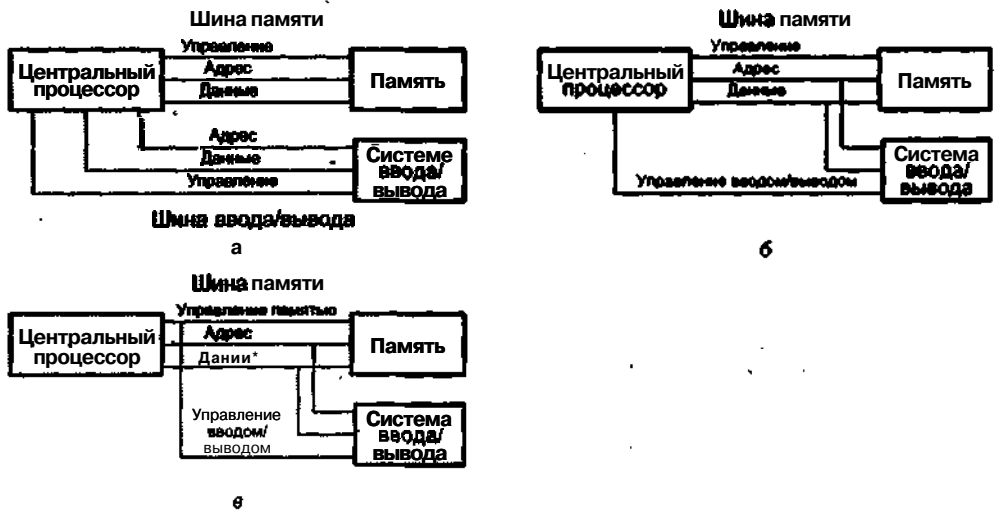 Шина памяти
Управление
Центральный
процессор
Адрес
Данные
Память
Адрес
Данные
Управление
Системе
ввода/
вывода
Шина ввода/вывода
а
Шина памяти
Управление
Центральный
процессор
Адрес
Данные
Память
Система
ввода/
вывода
Управление вводом/выводом
б
Шина памяти
Управление памятью
Центральный
процессор
Адрес
Дании*
Память
Управление
вводом/
выводом
Система
ввода/
вывода
в